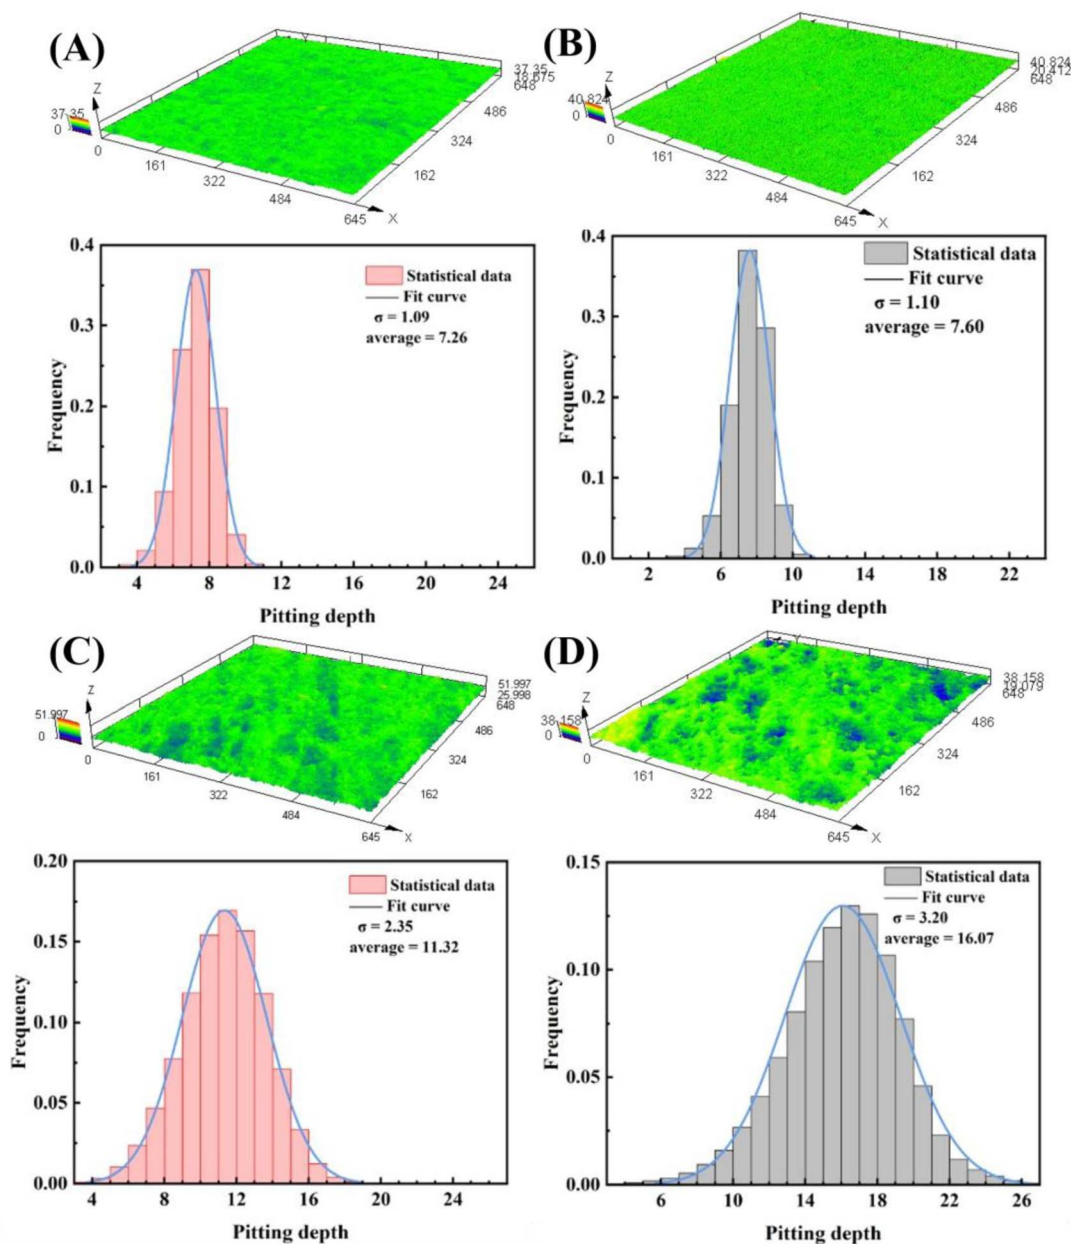 (A)
Y
Z
37.35
0
0
161
322
484
645
X
162
324
486
648
18.675
37.35
(B)
Z
40.824
0
0
161
322
484
645
X
162
324
486
648
20.412
40.824
0.4
0.3
0.2
0.1
0.0
Frequency
4 8 12 16 20 24
Pitting depth
Statistical data
Fit curve
σ = 1.09
average = 7.26
0.4
0.3
0.2
0.1
0.0
Frequency
2 6 10 14 18 22
Pitting depth
Statistical data
Fit curve
σ = 1.10
average = 7.60
(C)
Z
51.997
0
0
161
322
484
645
X
162
324
486
648
25.998
51.997
(D)
Y
Z
38.158
0
0
161
322
484
645
X
162
324
486
648
19.079
38.158
0.20
0.15
0.10
0.05
0.00
Frequency
4 8 12 16 20 24
Pitting depth
Statistical data
Fit curve
σ = 2.35
average = 11.32
0.15
0.10
0.05
0.00
Frequency
6 10 14 18 22 26
Pitting depth
Statistical data
Fit curve
σ = 3.20
average = 16.07